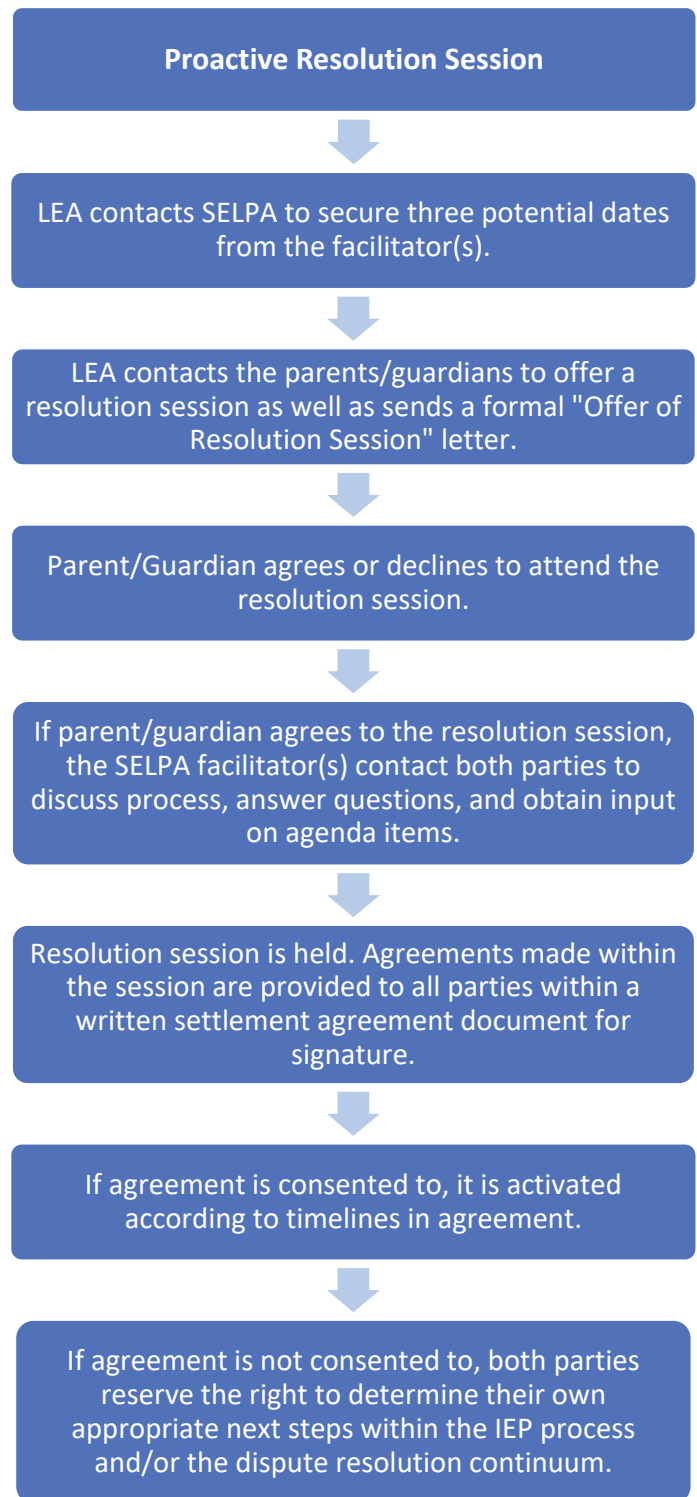 Proactive Resolution Session
LEA contacts SELPA to secure three potential dates
from the facilitator(s).
LEA contacts the parents/guardians to offer a
resolution session as well as sends a formal "Offer of
Resolution Session" letter.
Parent/Guardian agrees or declines to attend the
resolution session.
If parent/guardian agrees to the resolution session,
the SELPA facilitator(s) contact both parties to
discuss process, answer questions, and obtain input
on agenda items.
Resolution session is held. Agreements made within
the session are provided to all parties within a
written settlement agreement document for
signature.
If agreement is consented to, it is activated
according to timelines in agreement.
If agreement is not consented to, both parties
reserve the right to determine their own
appropriate next steps within the IEP process
and/or the dispute resolution continuum.